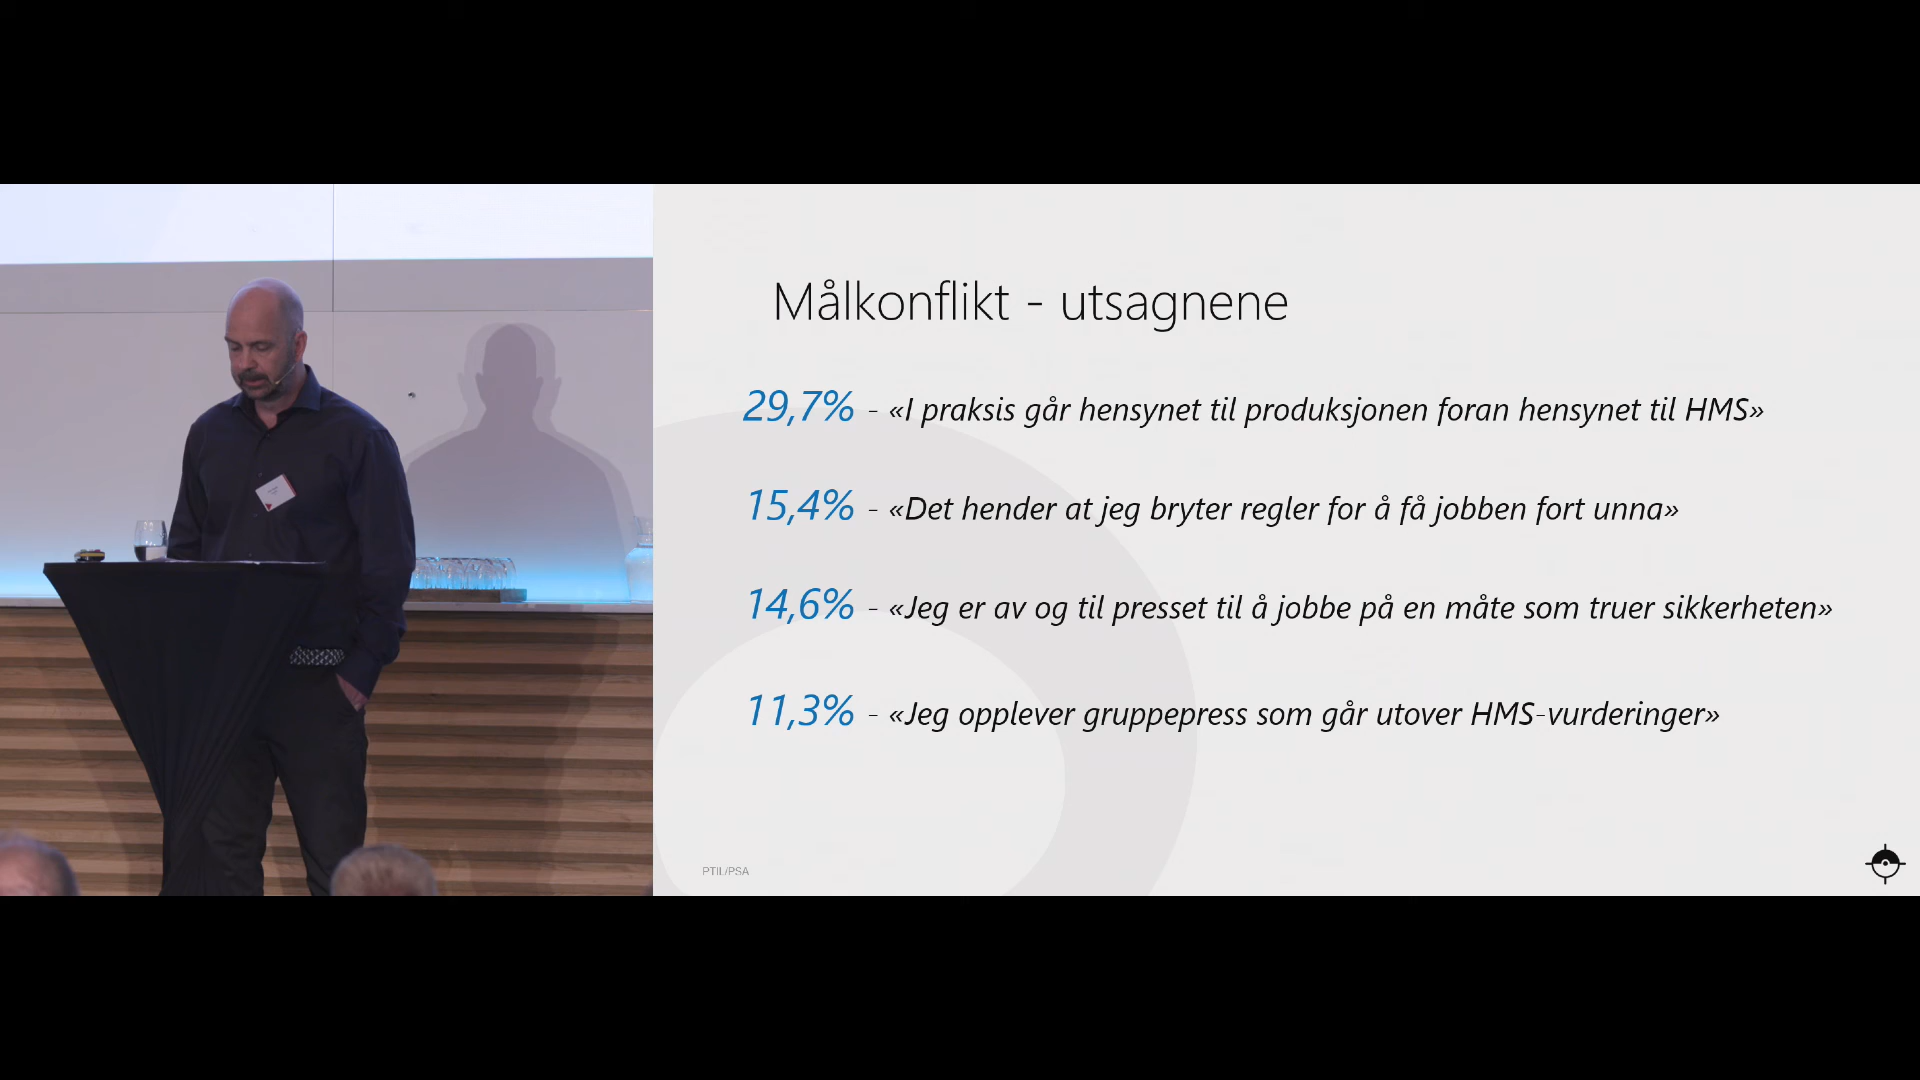 Målkonflikt - utsagnene
29,7% - «I praksis går hensynet til produksjonen foran hensynet til HMS»
15,4% - «Det hender at jeg bryter regler for å få jobben fort unna»
14,6% - «Jeg er av og til presset til å jobbe på en måte som truer sikkerheten»
11,3% - «Jeg opplever gruppepress som går utover HMS-vurderinger»
PTIL/PSA